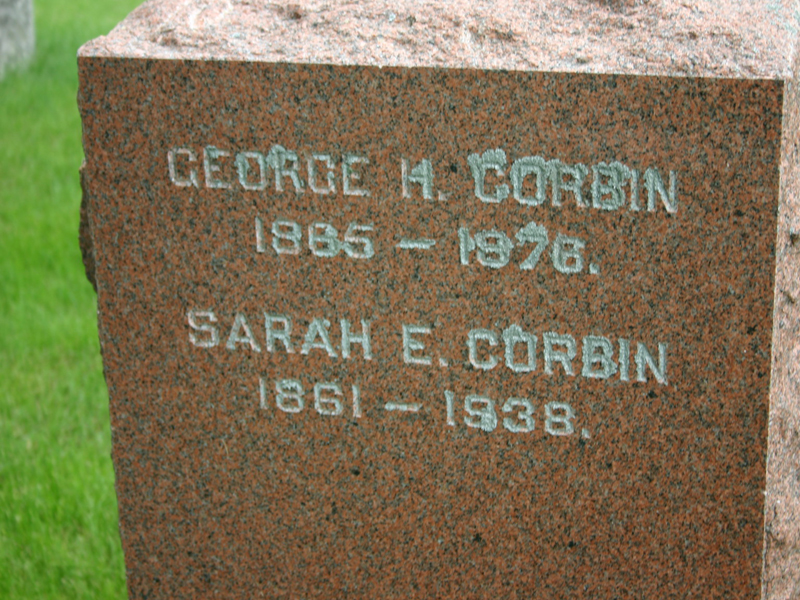 GEORGE H. CORBIN
1865 – 1976.
SARAH E. CORBIN
1861 – 1938.